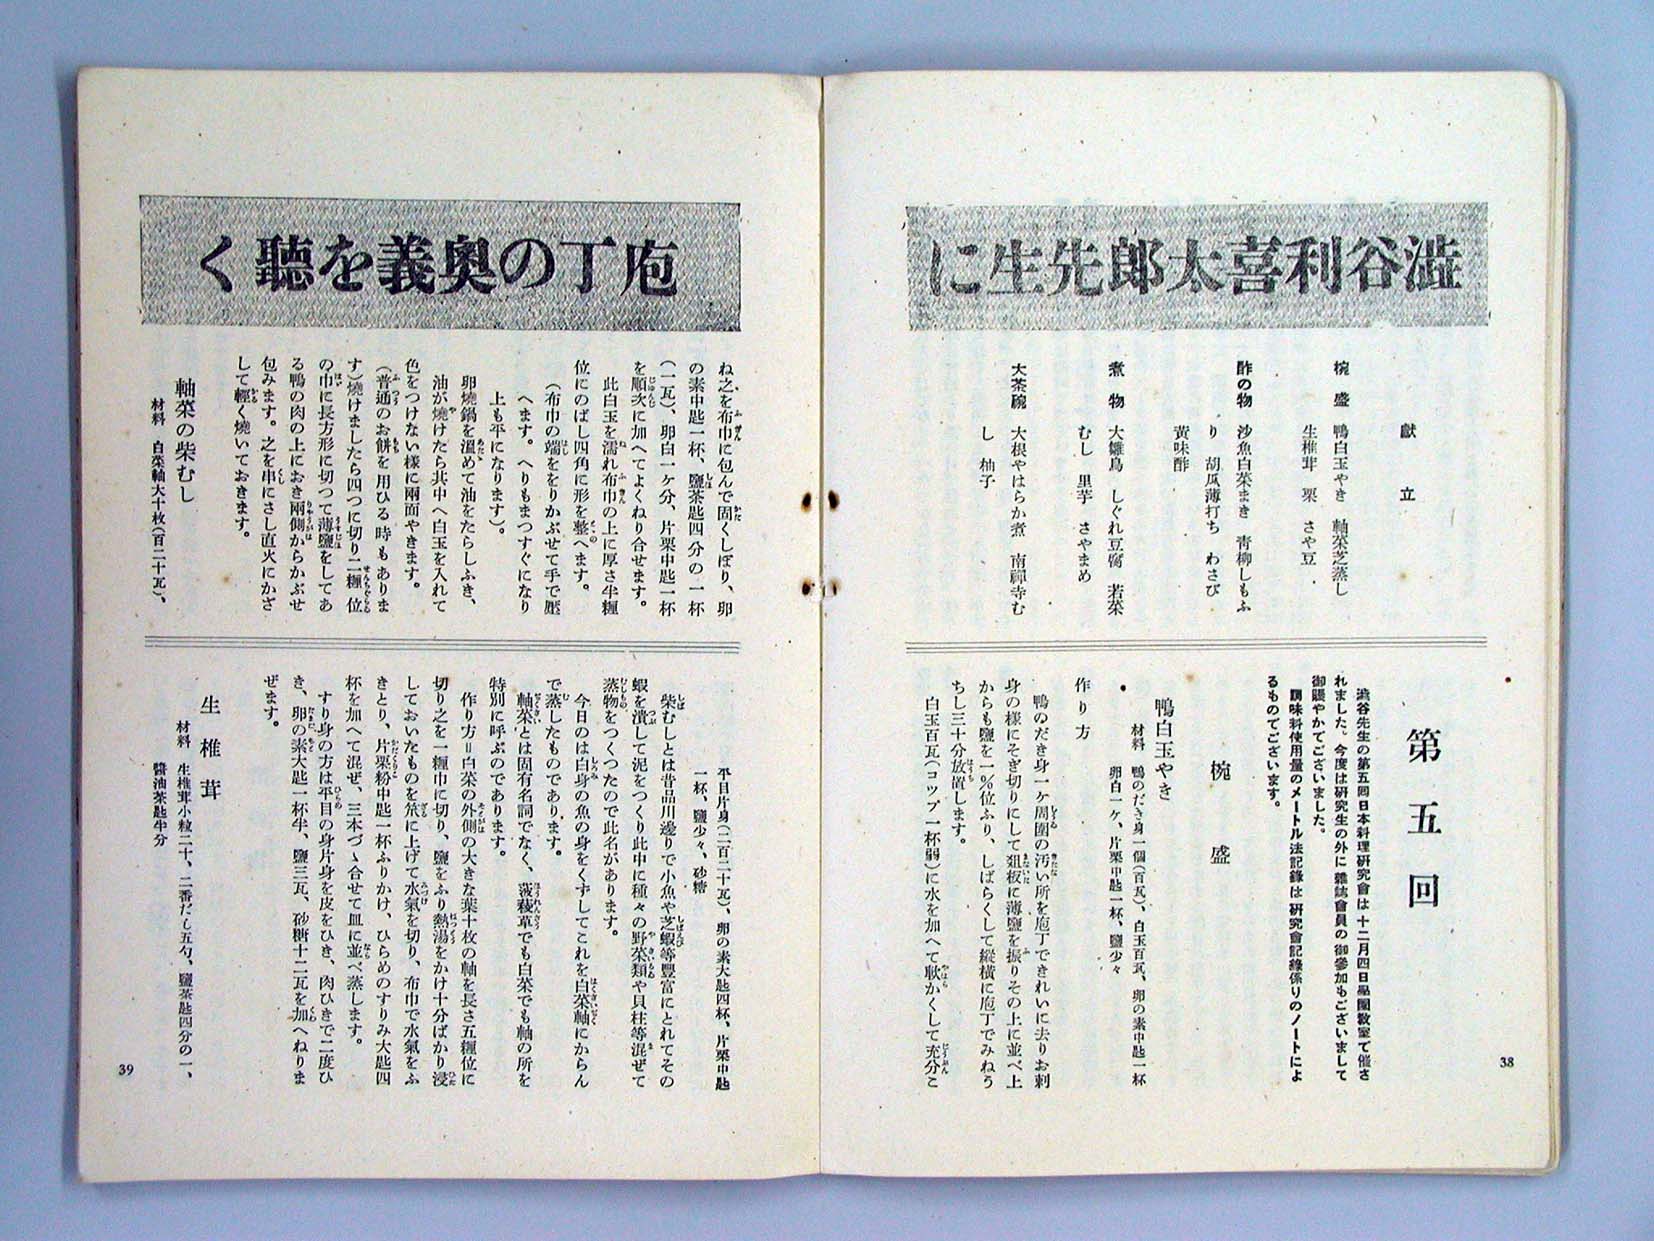 澁谷利喜太郎先生に
献立
椀盛 鴨白玉やき 軸菜芝蒸し
生椎茸 栗 さや豆
酢の物 沙魚白菜まき 青柳しもふ
り 胡瓜薄打ち わさび
黄味酢
煮物 大雛鳥 しぐれ豆腐 若菜
むし 里芋 さやまめ
大茶碗 大根やはらか煮 南禪寺む
し 柚子
第五回
澁谷先生の第五回日本料理研究會は十二月四日學園教室で催さ
れました。今度は研究生の外に雜誌會員の御參加もございまして
御賑やかでございました。
調味料使用量のメートル法記錄は研究會記錄係りのノートによ
るものでございます。
椀盛
鴨白玉やき
材料 鴨のだき身一個(百瓦)、白玉百瓦、卵の素中匙一杯
卵白一ケ、片栗中匙一杯、鹽少々
作り方
鴨のだき身一ケ周圍の汚い所を庖丁できれいに去りお刺
身の樣にそぎ切りにして俎板に薄鹽を振りその上に並べ上
からも鹽を一%位ふり、しばらくして縱橫に庖丁でみねう
ちし三十分放置します。
白玉百瓦(コップ一杯弱)に水を加へて軟かくして充分こ
38
庖丁の奧義を聽く
ね之を布巾に包んで固くしぼり、卵
の素中匙一杯、鹽茶匙四分の一杯
(一瓦)、卵白一ケ分、片栗中匙一杯
を順次に加へてよくねり合せます。
此白玉を濡れ布巾の上に厚さ半糎
位にのばし四角に形を整へます。
(布巾の端ををりかぶせて手で壓
へます。へりもまつすぐになり
上も平になります)。
卵燒鍋を溫めて油をたらしふき、
油が燒けたら其中へ白玉を入れて
色をつけない樣に兩面やきます。
(普通のお餅を用ひる時もありま
す)燒けましたら四つに切り二糎位
の巾に長方形に切つて薄鹽をしてあ
る鴨の肉の上におき兩側からかぶせ
包みます。之を串にさし直火にかざ
して輕く燒いておきます。
軸菜の柴むし
材料 白菜軸大十枚(百二十瓦)、
平目片身(二百二十瓦)、卵の素大匙四杯、片栗中匙
一杯、鹽少々、砂糖
柴むしとは昔品川邊りで小魚や芝蝦等豐富にとれてその
蝦を潰して泥をつくり此中に種々の野菜類や貝柱等混ぜて
蒸物をつくつたので此名があります。
今日のは白身の魚の身をくずしてこれを白菜軸にからん
で蒸したものであります。
軸菜とは固有名詞でなく、菠薐草でも白菜でも軸の所を
特別に呼ぶのであります。
作り方=白菜の外側の大きな葉十枚の軸を長さ五糎位に
切り之を一糎巾に切り、鹽をふり熱湯をかけ十分ばかり浸
しておいたものを笊に上げて水氣を切り、布巾で水氣をふ
きとり、片栗粉中匙一杯ふりかけ、ひらめのすりみ大匙四
杯を加へて混ぜ、三本づゝ合せて皿に並べ蒸します。
すり身の方は平目の身片身を皮をひき、肉ひきで二度ひ
き、卵の素大匙一杯半、鹽三瓦、砂糖十二瓦を加へねりま
ぜます。
生椎茸
材料 生椎茸小粒二十、二番だし五勺、鹽茶匙四分の一、
醬油茶匙半分
39